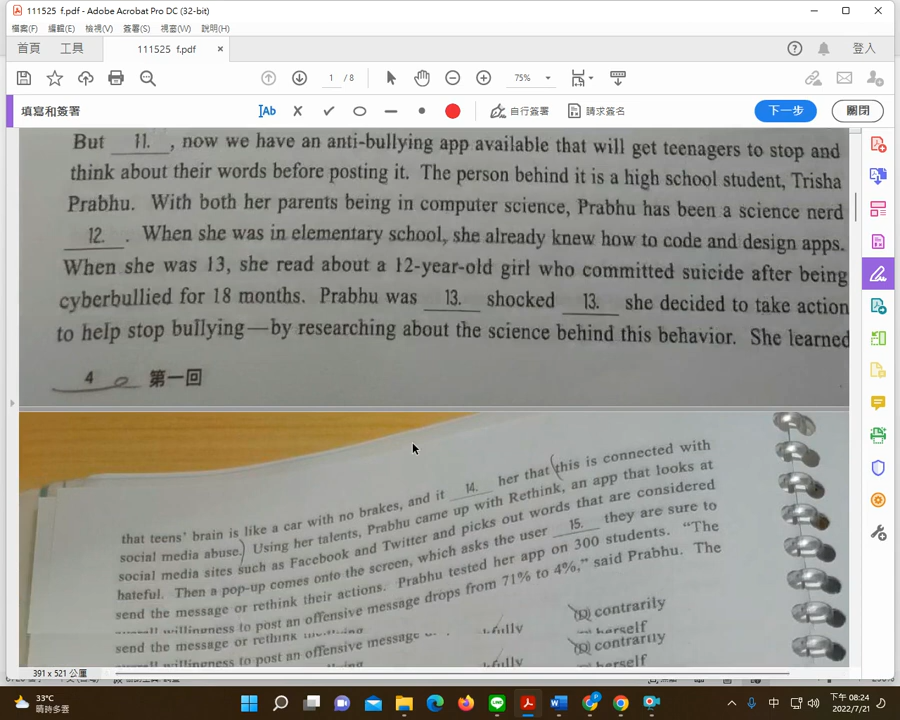 111525 f.pdf - Adobe Acrobat Pro DC (32-bit)
檔案(F) 編輯(E) 檢視(V) 簽署(S) 視窗(W) 說明(H)
首頁 工具 111525 f.pdf × 登入
1 / 8 75%
填寫和簽署 Ab 自行簽署 請求簽名 下一步 關閉
But 11. , now we have an anti-bullying app available that will get teenagers to stop and
think about their words before posting it. The person behind it is a high school student, Trisha
Prabhu. With both her parents being in computer science, Prabhu has been a science nerd
12. . When she was in elementary school, she already knew how to code and design apps.
When she was 13, she read about a 12-year-old girl who committed suicide after being
cyberbullied for 18 months. Prabhu was 13. shocked 13. she decided to take action
to help stop bullying—by researching about the science behind this behavior. She learned
4 第一回
that teens' brain is like a car with no brakes, and it 14. her that (this is connected with
social media abuse.) Using her talents, Prabhu came up with Rethink, an app that looks at
social media sites such as Facebook and Twitter and picks out words that are considered
hateful. Then a pop-up comes onto the screen, which asks the user 15. they are sure to
send the message or rethink their actions. Prabhu tested her app on 300 students. "The
overall willingness to post an offensive message drops from 71% to 4%," said Prabhu. The
(D) contrarily
herself
send the message or rethink
willingness to post an offensive message
(D) contrarily
herself
391 x 521 公厘
33°C
晴時多雲
中
下午 08:24
2022/7/21